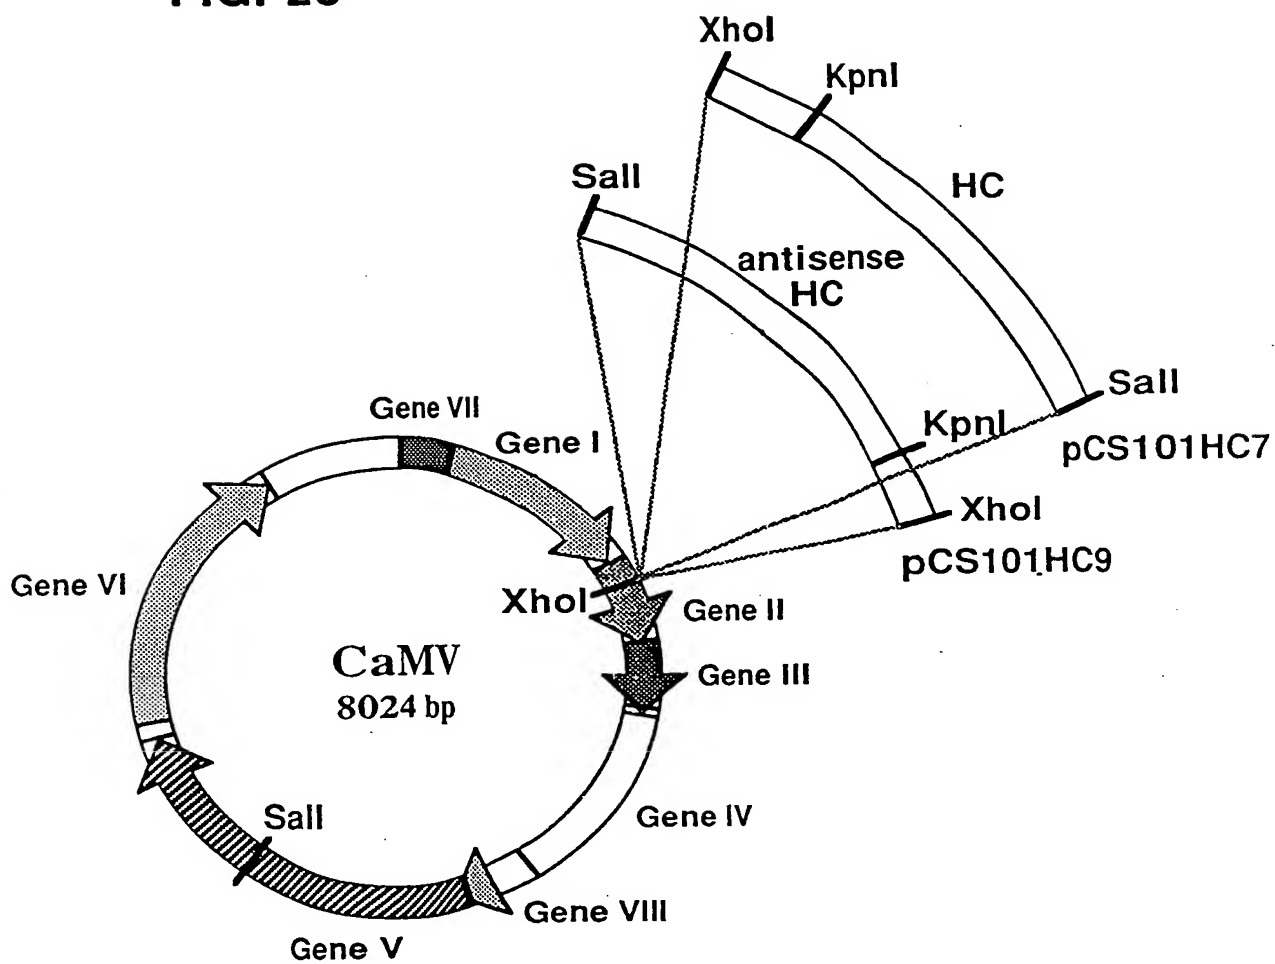 XhoI
KpnI
HC
SalI
antisense
HC
SalI
pCS101HC7
KpnI
XhoI
pCS101HC9
Gene VII
Gene I
Gene VI
XhoI
Gene II
CaMV
8024 bp
Gene III
Gene IV
SalI
Gene VIII
Gene V